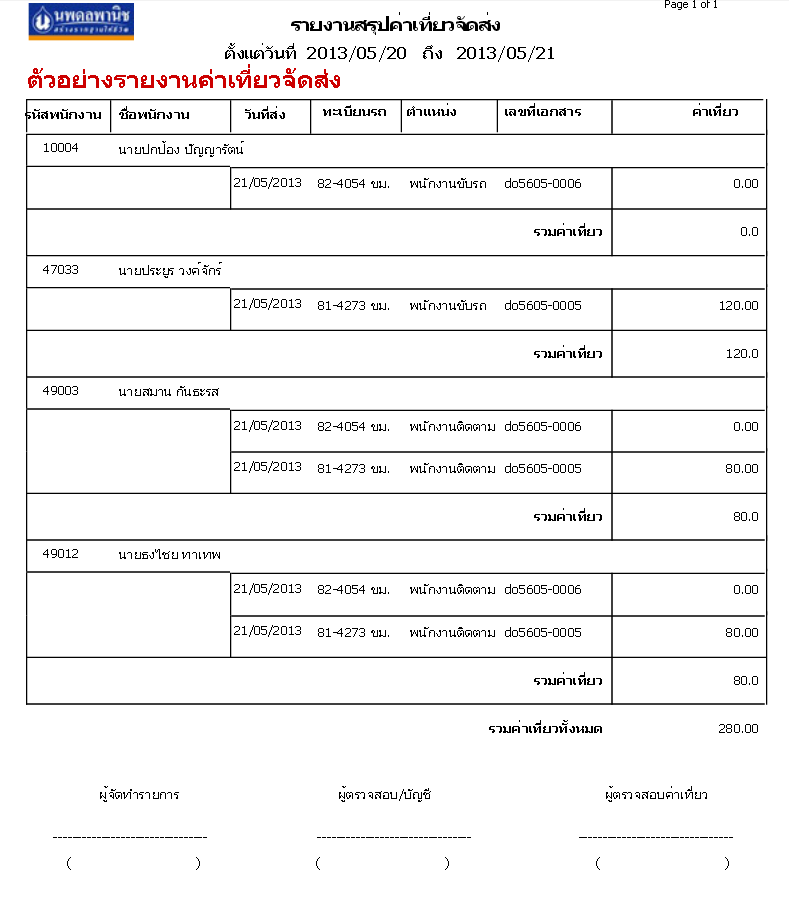 Page 1 of 1
นพดลพานิช
สร้างรากฐานให้ชีวิต
รายงานสรุปค่าเที่ยวจัดส่ง
ตั้งแต่วันที่ 2013/05/20 ถึง 2013/05/21
ตัวอย่างรายงานค่าเที่ยวจัดส่ง
รหัสพนักงาน ชื่อพนักงาน วันที่ส่ง ทะเบียนรถ ตำแหน่ง เลขที่เอกสาร ค่าเที่ยว
10004 นายปกป้อง ปัญญารัตน์
21/05/2013 82-4054 ขม. พนักงานขับรถ do5605-0006 0.00
รวมค่าเที่ยว 0.0
47033 นายประยูร วงค์จักร์
21/05/2013 81-4273 ขม. พนักงานขับรถ do5605-0005 120.00
รวมค่าเที่ยว 120.0
49003 นายสมาน กันธะรส
21/05/2013 82-4054 ขม. พนักงานติดตาม do5605-0006 0.00
21/05/2013 81-4273 ขม. พนักงานติดตาม do5605-0005 80.00
รวมค่าเที่ยว 80.0
49012 นายธงไชย ทาเทพ
21/05/2013 82-4054 ขม. พนักงานติดตาม do5605-0006 0.00
21/05/2013 81-4273 ขม. พนักงานติดตาม do5605-0005 80.00
รวมค่าเที่ยว 80.0
รวมค่าเที่ยวทั้งหมด 280.00
ผู้จัดทำรายการ ผู้ตรวจสอบ/บัญชี ผู้ตรวจสอบค่าเที่ยว
-------------------------------- -------------------------------- --------------------------------
( ) ( ) ( )